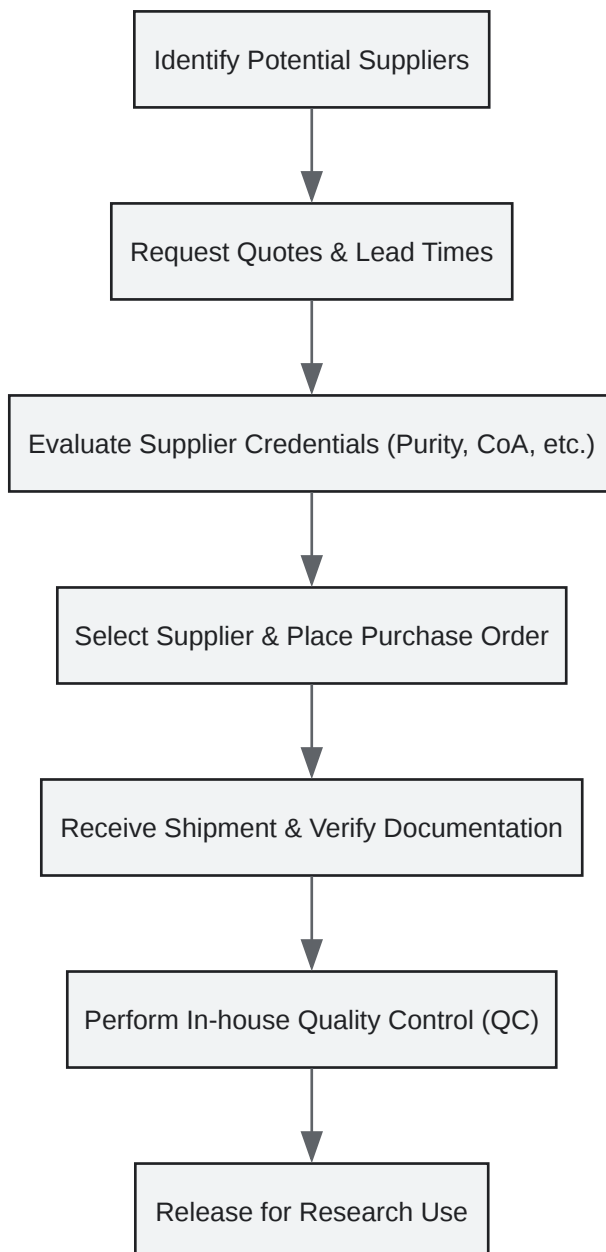 Identify Potential Suppliers
Request Quotes & Lead Times
Evaluate Supplier Credentials (Purity, CoA, etc.)
Select Supplier & Place Purchase Order
Receive Shipment & Verify Documentation
Perform In-house Quality Control (QC)
Release for Research Use